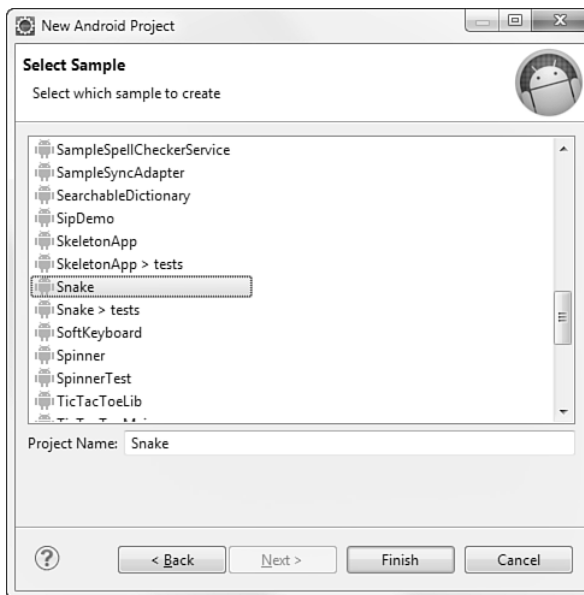 New Android Project
Select Sample
Select which sample to create
SampleSpellCheckerService
SampleSyncAdapter
SearchableDictionary
SipDemo
SkeletonApp
SkeletonApp > tests
Snake
Snake > tests
SoftKeyboard
Spinner
SpinnerTest
TicTacToeLib
Project Name: Snake
< Back Next > Finish Cancel